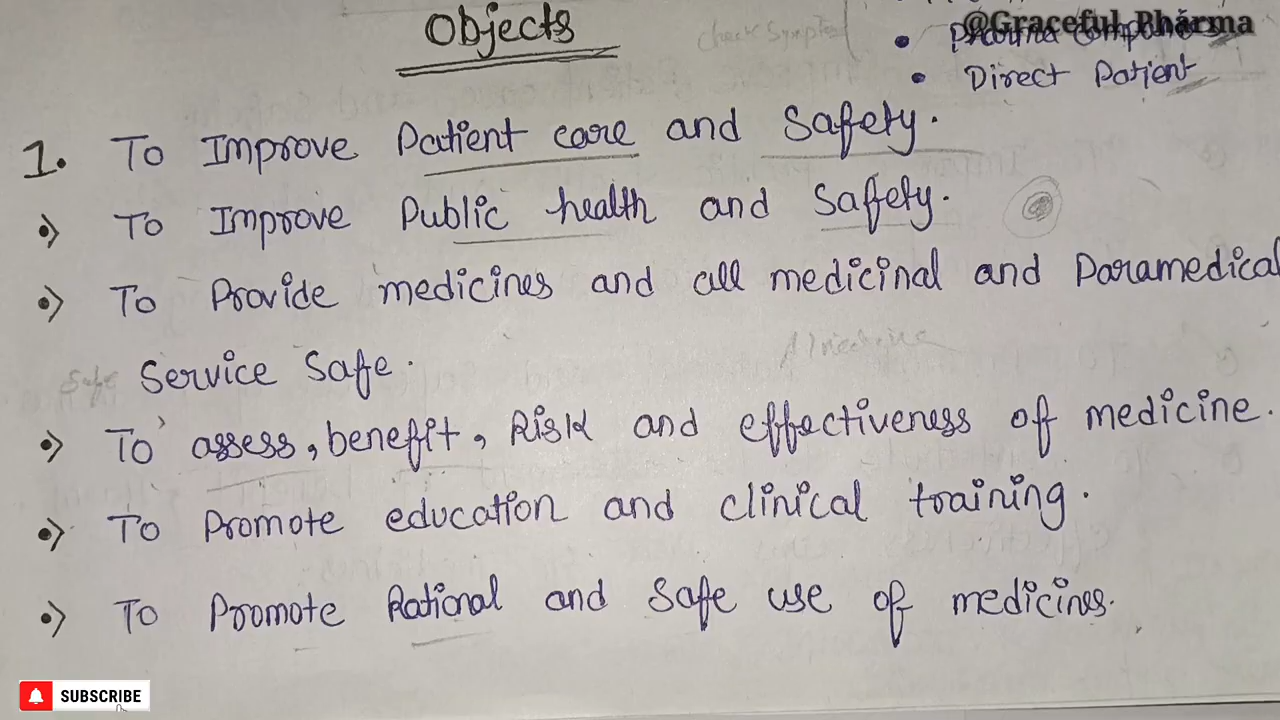 Objects
@Graceful Pharma
• Pharma Companies
• Direct Patient
1. To Improve Patient care and Safety.
•) To Improve Public health and Safety.
•) To Provide medicines and all medicinal and Paramedical
Service Safe.
•) To assess, benefit, Risk and effectiveness of medicine.
•) To Promote education and clinical training.
•) To Promote Rational and Safe use of medicines.
SUBSCRIBE